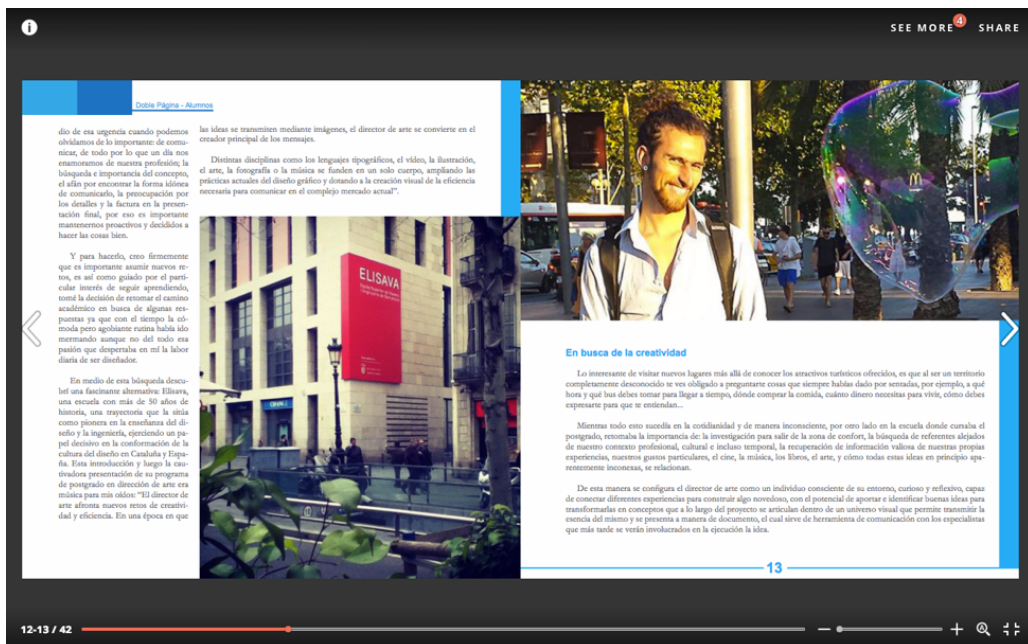 SEE MORE 4 SHARE
Doble Página - Alumnos
dio de esa urgencia cuando podemos
olvidamos de lo importante: de comu-
nicar, de todo por lo que un día nos
enamoramos de nuestra profesión; la
búsqueda e importancia del concepto,
el afán por encontrar la forma idónea
de comunicarlo, la preocupación por
los detalles y la factura en la presen-
tación final, por eso es importante
mantenernos proactivos y decididos a
hacer las cosas bien.
Y para hacerlo, creo firmemente
que es importante asumir nuevos re-
tos, es así como guiado por el parti-
cular interés de seguir aprendiendo,
tomé la decisión de retomar el camino
académico en busca de algunas res-
puestas ya que con el tiempo la có-
moda pero agobiante rutina había ido
mermando aunque no del todo esa
pasión que despertaba en mí la labor
diaria de ser diseñador.
En medio de esta búsqueda descu-
brí una fascinante alternativa: Elisava,
una escuela con más de 50 años de
historia, una trayectoria que la sitúa
como pionera en la enseñanza del di-
seño y la ingeniería, ejerciendo un pa-
pel decisivo en la conformación de la
cultura del diseño en Cataluña y Espa-
ña. Esta introducción y luego la cau-
tivadora presentación de su programa
de postgrado en dirección de arte era
música para mis oídos: “El director de
arte afronta nuevos retos de creativi-
dad y eficiencia. En una época en que
las ideas se transmiten mediante imágenes, el director de arte se convierte en el
creador principal de los mensajes.
Distintas disciplinas como los lenguajes tipográficos, el vídeo, la ilustración,
el arte, la fotografía o la música se funden en un solo cuerpo, ampliando las
prácticas actuales del diseño gráfico y dotando a la creación visual de la eficiencia
necesaria para comunicar en el complejo mercado actual”.
ELISAVA
En busca de la creatividad
Lo interesante de visitar nuevos lugares más allá de conocer los atractivos turísticos ofrecidos, es que al ser un territorio
completamente desconocido te ves obligado a preguntarte cosas que siempre habías dado por sentadas, por ejemplo, a qué
hora y qué bus debes tomar para llegar a tiempo, dónde comprar la comida, cuánto dinero necesitas para vivir, cómo debes
expresarte para que te entiendan...
Mientras todo esto sucedía en la cotidianidad y de manera inconsciente, por otro lado en la escuela donde cursaba el
postgrado, retomaba la importancia de: la investigación para salir de la zona de confort, la búsqueda de referentes alejados
de nuestro contexto profesional, cultural e incluso temporal, la recuperación de información valiosa de nuestras propias
experiencias, nuestros gustos particulares, el cine, la música, los libros, el arte, y cómo todas estas ideas en principio apa-
rentemente inconexas, se relacionan.
De esta manera se configura el director de arte como un individuo consciente de su entorno, curioso y reflexivo, capaz
de conectar diferentes experiencias para construir algo novedoso, con el potencial de aportar e identificar buenas ideas para
transformarlas en conceptos que a lo largo del proyecto se articulan dentro de un universo visual que permite transmitir la
esencia del mismo y se presenta a manera de documento, el cual sirve de herramienta de comunicación con los especialistas
que más tarde se verán involucrados en la ejecución la idea.
13
12-13 / 42